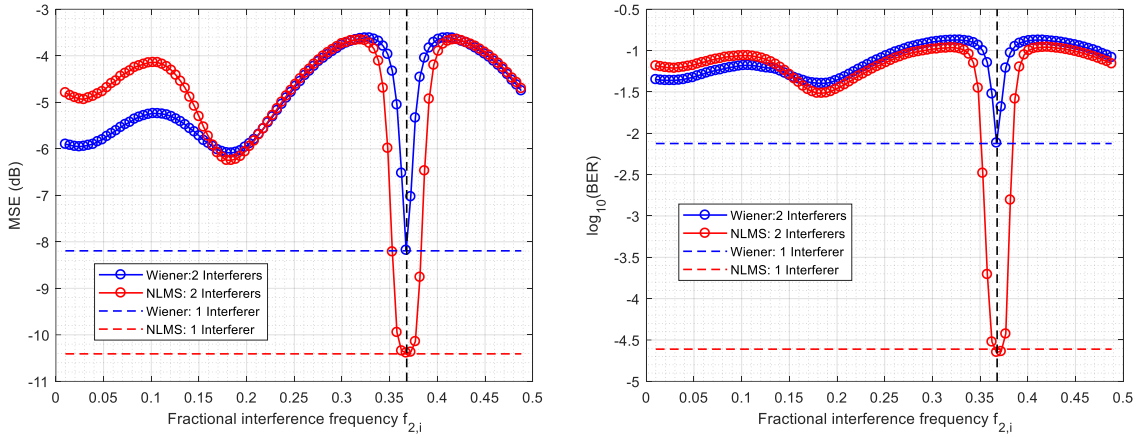 -3
-4
-5
-6
-7
-8
-9
-10
-11
MSE (dB)
0 0.05 0.1 0.15 0.2 0.25 0.3 0.35 0.4 0.45 0.5
Fractional interference frequency f2,i
Wiener:2 Interferers
NLMS: 2 Interferers
Wiener: 1 Interferer
NLMS: 1 Interferer
-0.5
-1
-1.5
-2
-2.5
-3
-3.5
-4
-4.5
-5
log10(BER)
0 0.05 0.1 0.15 0.2 0.25 0.3 0.35 0.4 0.45 0.5
Fractional interference frequency f2,i
Wiener:2 Interferers
NLMS: 2 Interferers
Wiener: 1 Interferer
NLMS: 1 Interferer